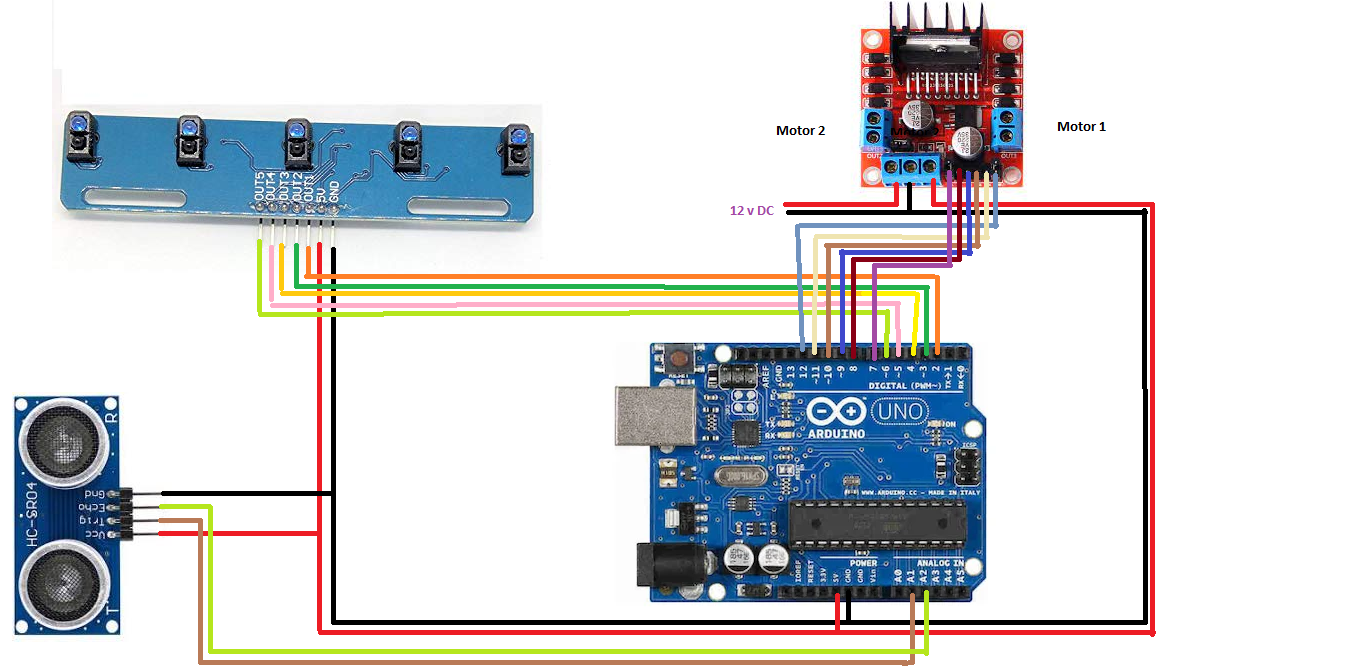 Motor 2
Motor 1
OUT2
OUT3
12 v DC
OUT5
OUT4
OUT3
OUT2
OUT1
5V
GND
RESET
AREF
GND
13
12
~11
~10
~9
8
7
~6
~5
4
~3
2
TX→1
RX←0
DIGITAL (PWM~)
TX
RX
UNO
ARDUINO
ON
ICSP
WWW.ARDUINO.CC - MADE IN ITALY
POWER
ANALOG IN
IOREF
RESET
3.3V
5V
GND
GND
Vin
A0
A1
A2
A3
A4
A5
HC-SR04
R
Gnd
Echo
Trig
Vcc
T